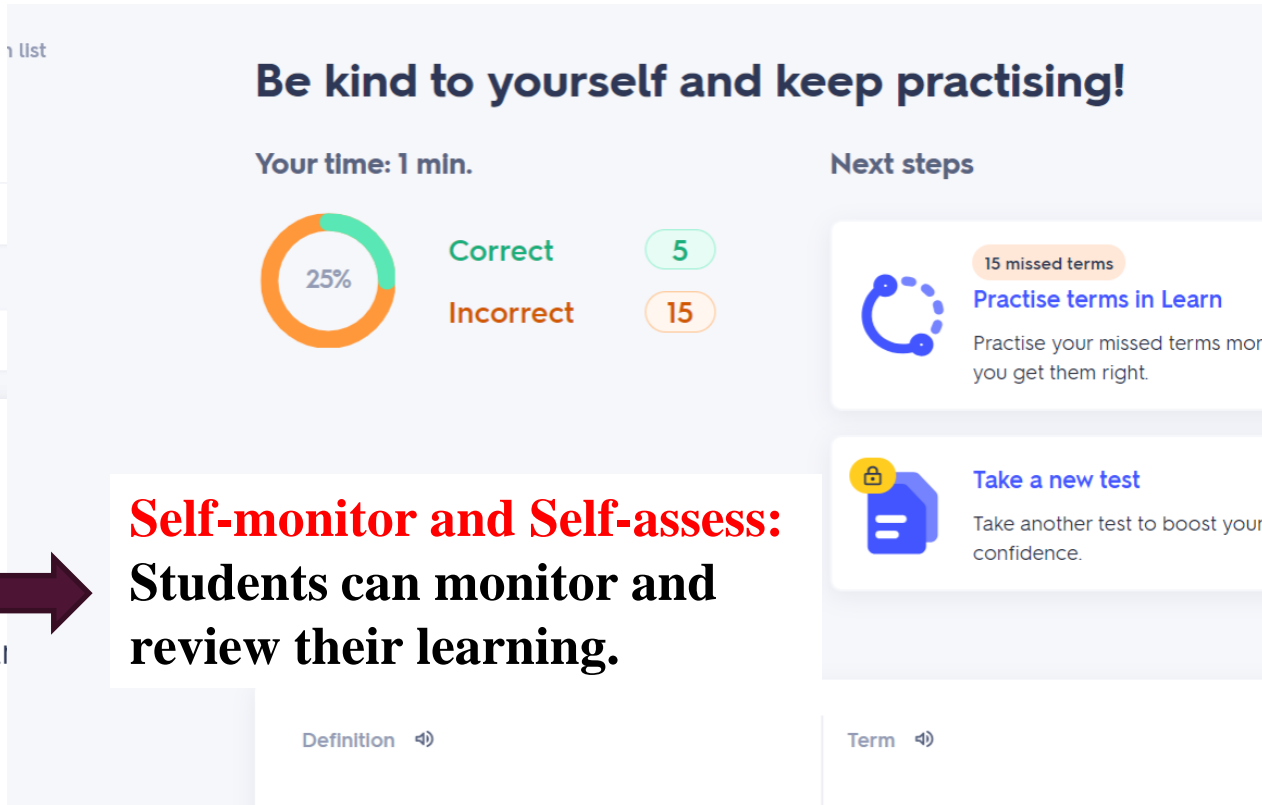 list
Be kind to yourself and keep practising!
Your time: 1 min.
25%
Correct 5
Incorrect 15
Next steps
15 missed terms
Practise terms in Learn
Practise your missed terms
you get them right.
Take a new test
Take another test to boost your
confidence.
Self-monitor and Self-assess:
Students can monitor and
review their learning.
Definition
Term